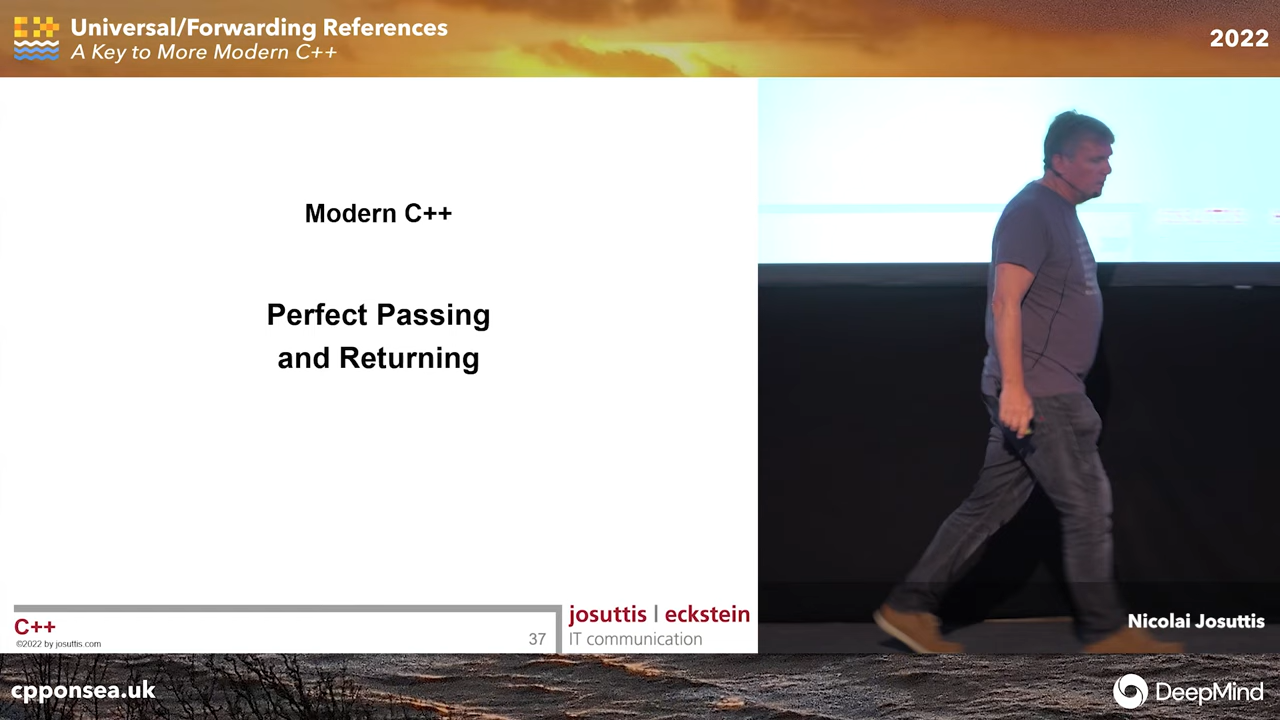 Universal/Forwarding References
A Key to More Modern C++
2022
Modern C++
Perfect Passing
and Returning
C++
©2022 by josuttis.com
37
josuttis | eckstein
IT communication
Nicolai Josuttis
cpponsea.uk
DeepMind